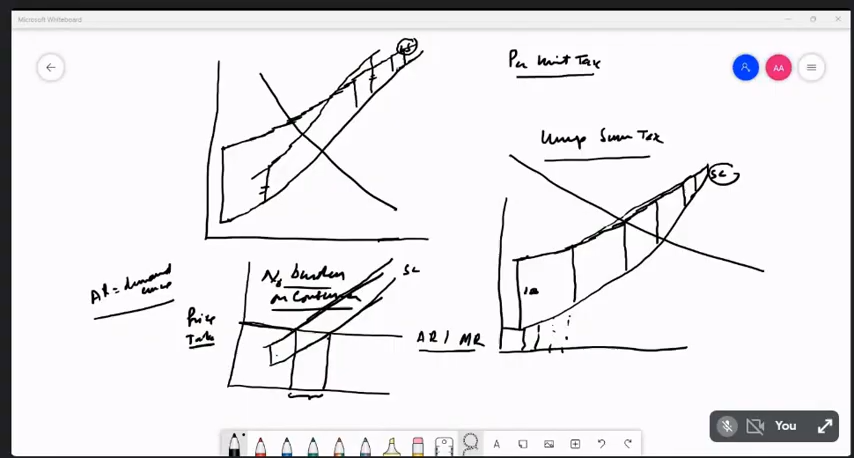 Microsoft Whiteboard
Per Unit Tax
AA
Lump Sum Tax
SC
No burden
on Consumer
SC
AR = demand
curve
Price
AR / MR
A
You